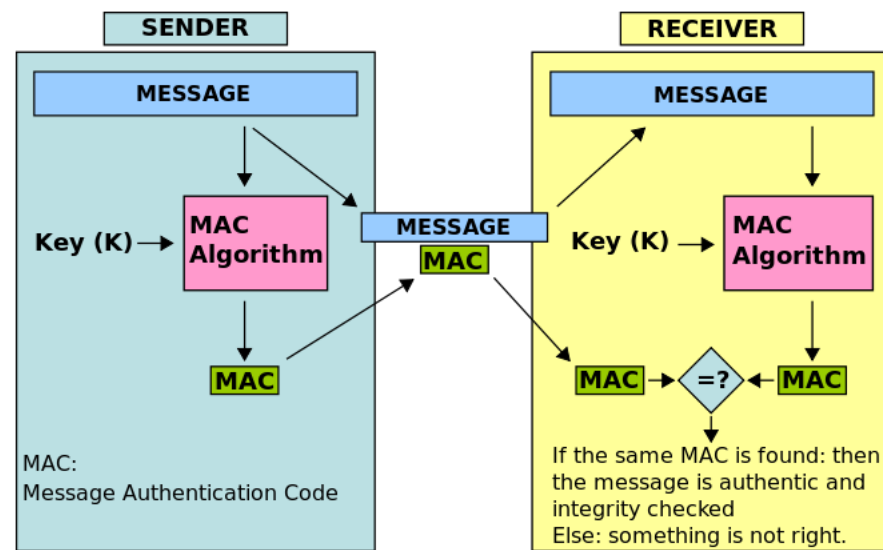 SENDER
MESSAGE
Key (K)
MAC
Algorithm
MAC
MAC:
Message Authentication Code
MESSAGE
MAC
RECEIVER
MESSAGE
Key (K)
MAC
Algorithm
MAC
=?
MAC
If the same MAC is found: then
the message is authentic and
integrity checked
Else: something is not right.